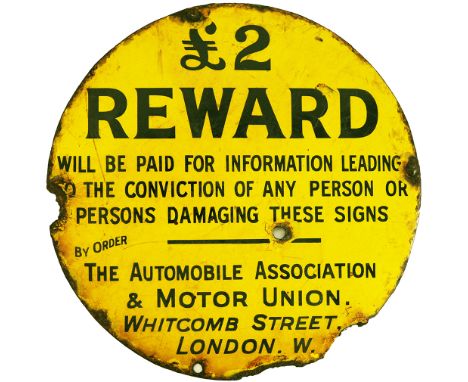 £2
REWARD
WILL BE PAID FOR INFORMATION LEADING
THE CONVICTION OF ANY PERSON OR
PERSONS DAMAGING THESE SIGNS
BY ORDER
THE AUTOMOBILE ASSOCIATION
& MOTOR UNION.
WHITCOMB STREET,
LONDON. W.